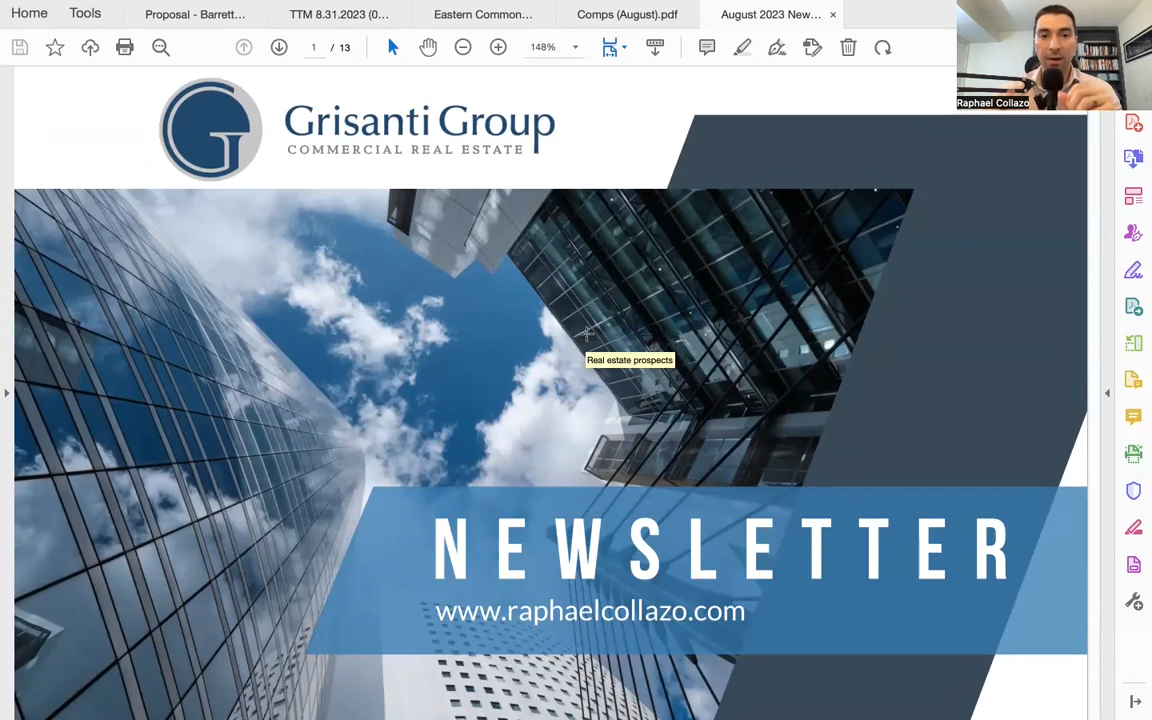 Home Tools Proposal - Barrett... TTM 8.31.2023 (0... Eastern Common... Comps (August).pdf August 2023 New... ×
1 / 13 148%
Raphael Collazo
G Grisanti Group
COMMERCIAL REAL ESTATE
Real estate prospects
NEWSLETTER
www.raphaelcollazo.com